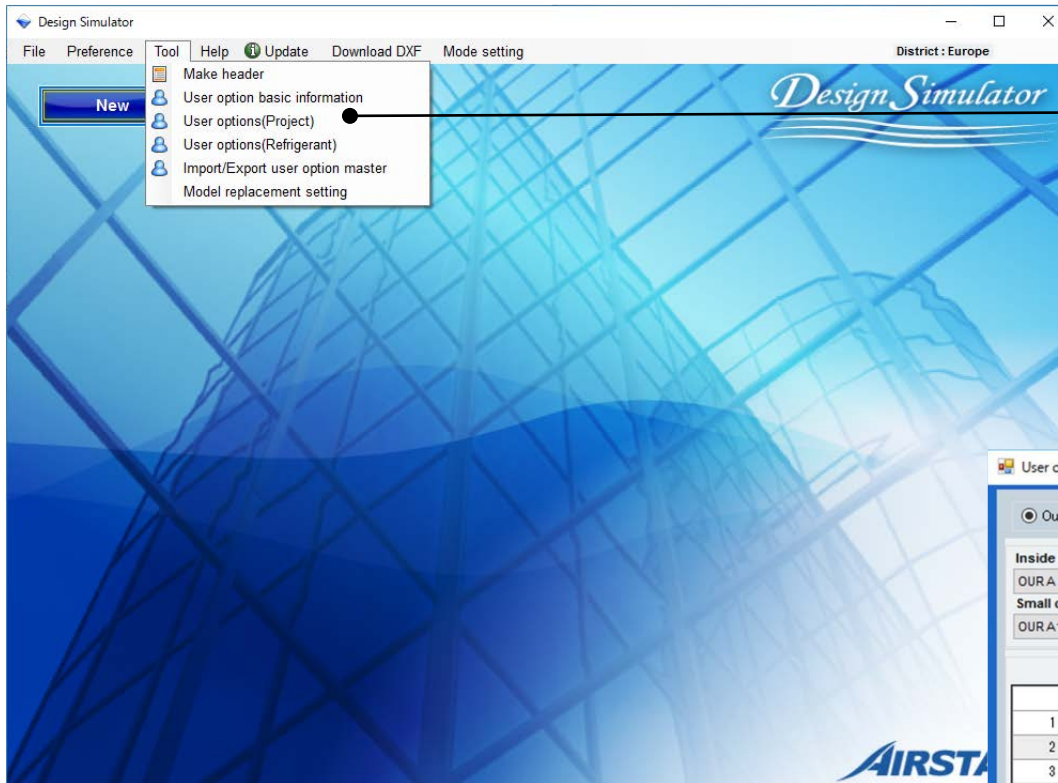 Design Simulator
File Preference Tool Help Update Download DXF Mode setting District : Europe
New
Make header
User option basic information
User options(Project)
User options(Refrigerant)
Import/Export user option master
Model replacement setting
Design Simulator
User
Inside
OUR A
Small
OUR A
1
2
3